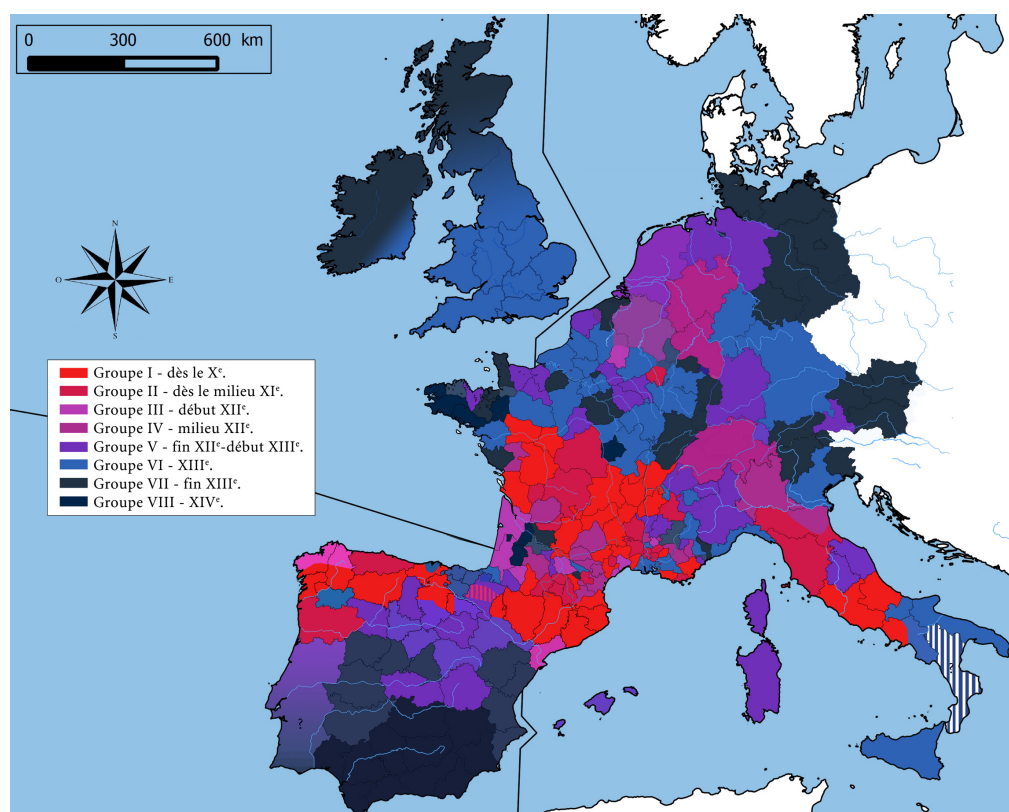 0 300 600 km
N
O E
S
Groupe I - dès le Xᵉ.
Groupe II - dès le milieu XIᵉ.
Groupe III - début XIIᵉ.
Groupe IV - milieu XIIᵉ.
Groupe V - fin XIIᵉ-début XIIIᵉ.
Groupe VI - XIIIᵉ.
Groupe VII - fin XIIIᵉ.
Groupe VIII - XIVᵉ.
?
?